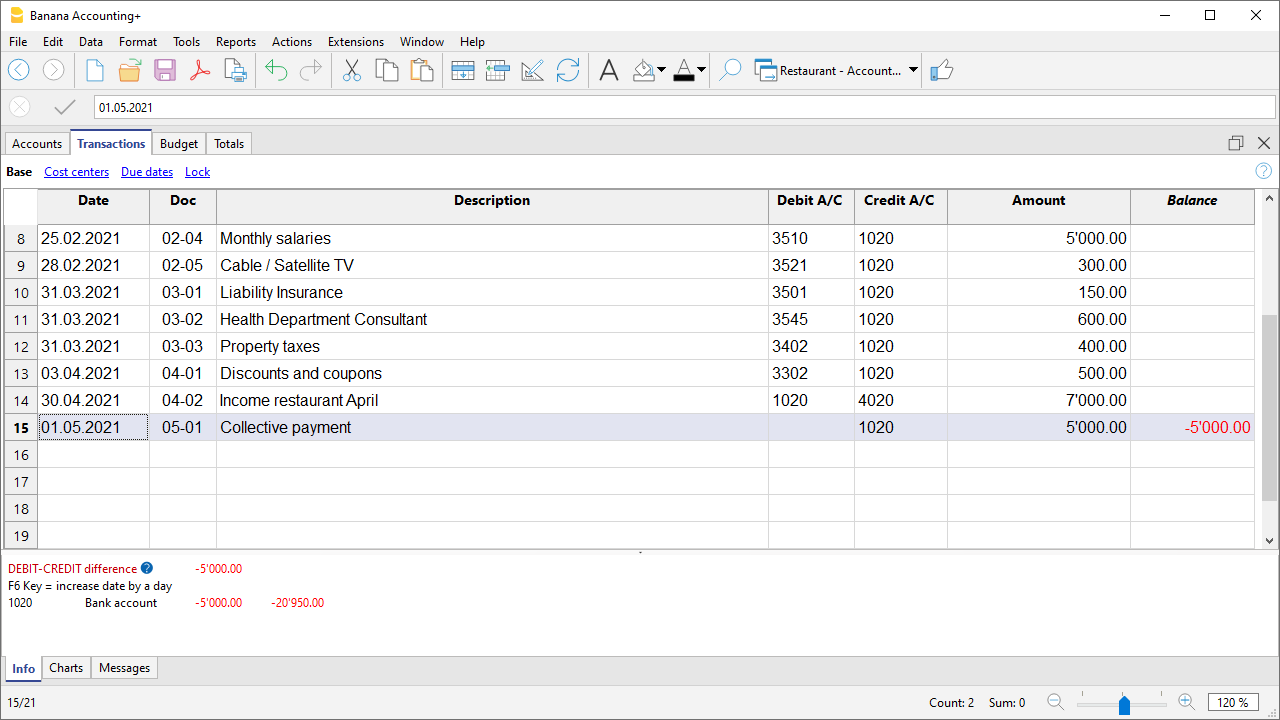 Banana Accounting+
File Edit Data Format Tools Reports Actions Extensions Window Help
Restaurant - Account...
01.05.2021
Accounts Transactions Budget Totals
Base Cost centers Due dates Lock
Date Doc Description Debit A/C Credit A/C Amount Balance
8 25.02.2021 02-04 Monthly salaries 3510 1020 5'000.00
9 28.02.2021 02-05 Cable / Satellite TV 3521 1020 300.00
10 31.03.2021 03-01 Liability Insurance 3501 1020 150.00
11 31.03.2021 03-02 Health Department Consultant 3545 1020 600.00
12 31.03.2021 03-03 Property taxes 3402 1020 400.00
13 03.04.2021 04-01 Discounts and coupons 3302 1020 500.00
14 30.04.2021 04-02 Income restaurant April 1020 4020 7'000.00
15 01.05.2021 05-01 Collective payment 1020 5'000.00 -5'000.00
16
17
18
19
DEBIT-CREDIT difference -5'000.00
F6 Key = increase date by a day
1020 Bank account -5'000.00 -20'950.00
Info Charts Messages
15/21 Count: 2 Sum: 0 120 %